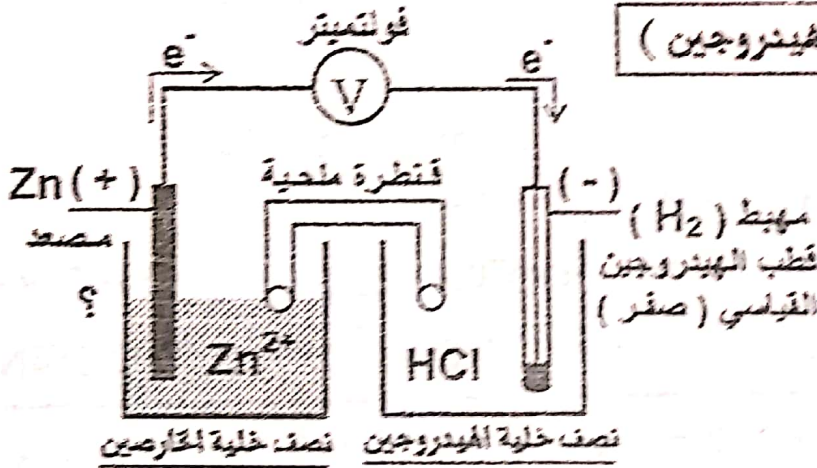 فولتميتر
هيدروجين )
e⁻
e⁻
V
Zn ( + )
مصعد
؟
قنطرة ملحية
( - )
مهبط ( H₂ )
قطب الهيدروجين
القياسي ( صفر )
Zn²⁺
HCl
نصف خلية الخارصين
نصف خلية الهيدروجين